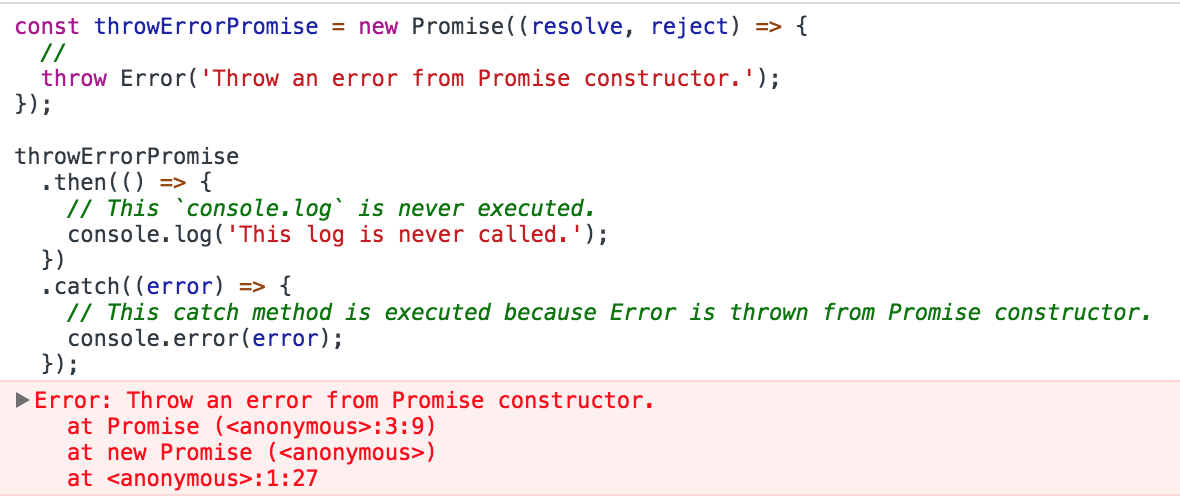 const throwErrorPromise = new Promise((resolve, reject) => {
  //
  throw Error('Throw an error from Promise constructor.');
});

throwErrorPromise
  .then(() => {
    // This `console.log` is never executed.
    console.log('This log is never called.');
  })
  .catch((error) => {
    // This catch method is executed because Error is thrown from Promise constructor.
    console.error(error);
  });
▶Error: Throw an error from Promise constructor.
    at Promise (<anonymous>:3:9)
    at new Promise (<anonymous>)
    at <anonymous>:1:27